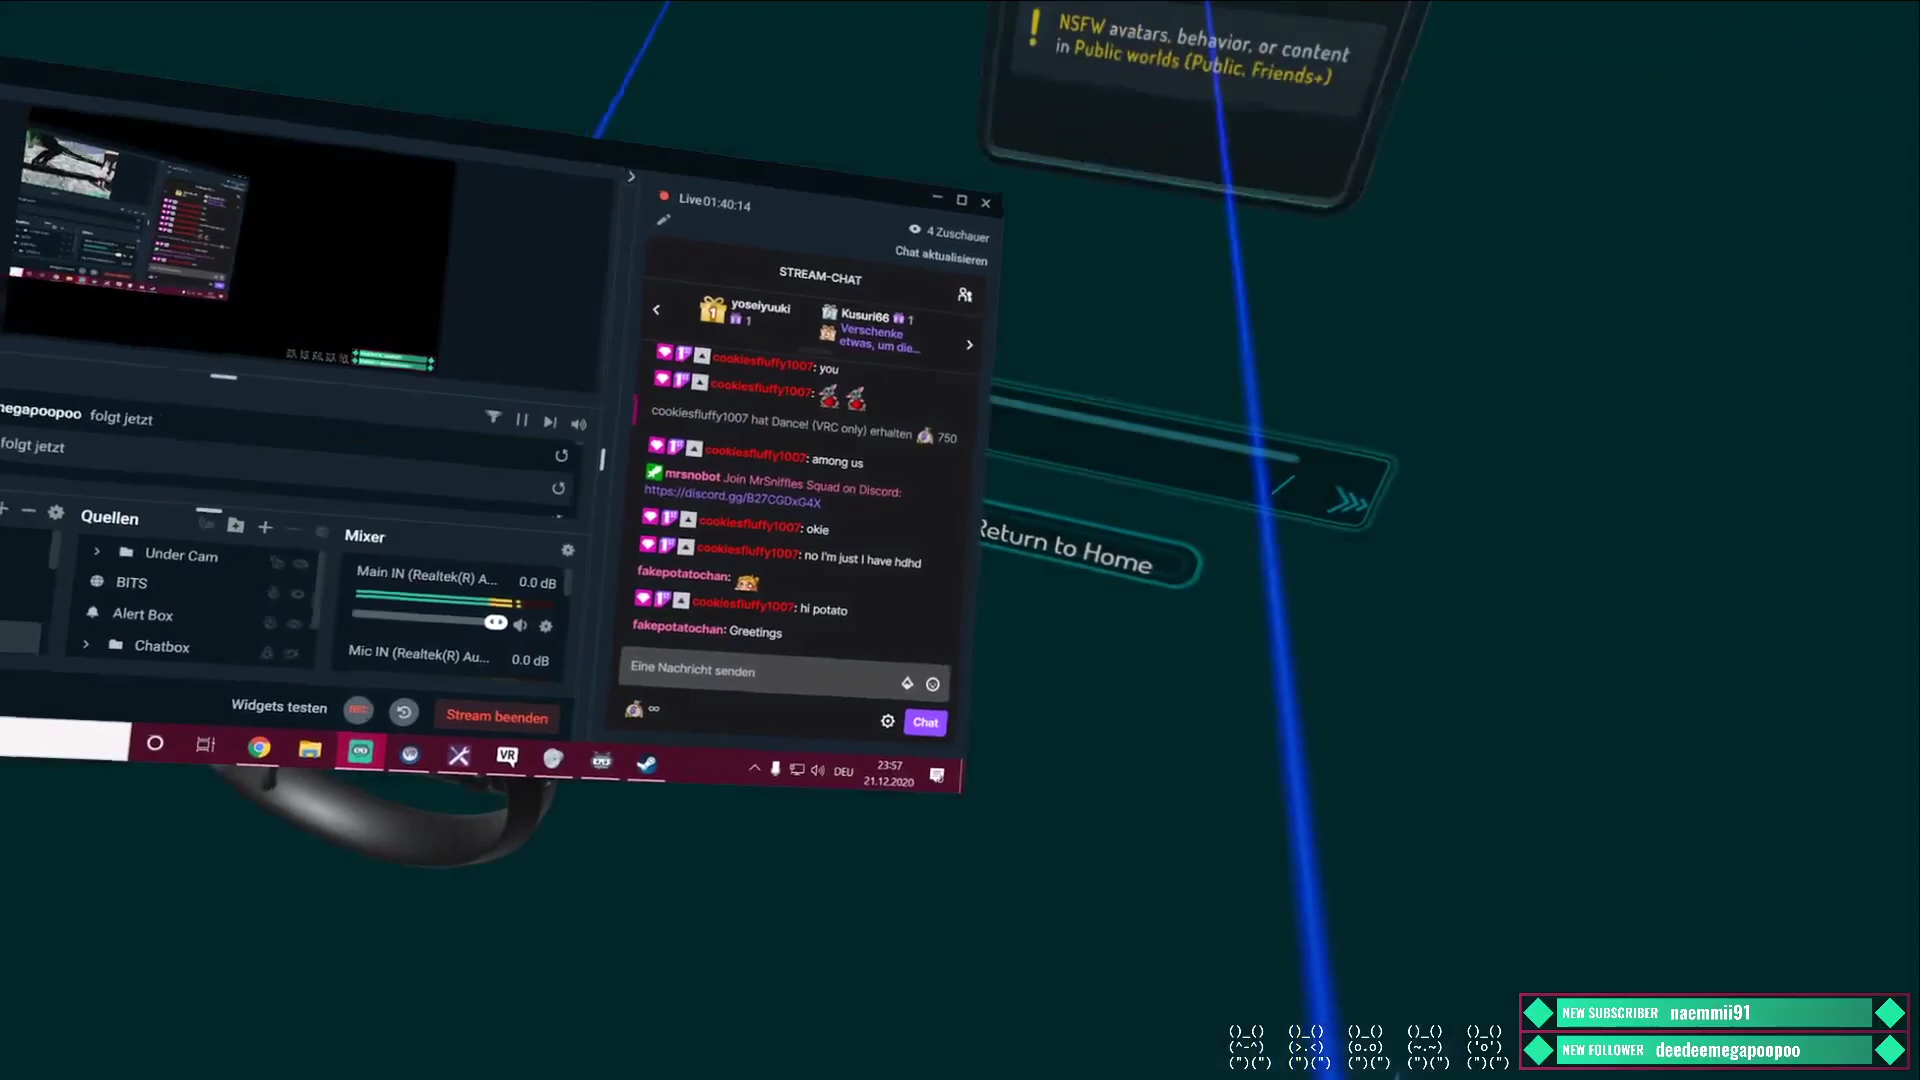 ! NSFW avatars, behavior, or content
in Public worlds (Public, Friends+)
Live 01:40:14
4 Zuschauer
Chat aktualisieren
STREAM-CHAT
yoseiyuuki
1
Kusuri66 1
Verschenke
etwas, um die...
cookiesfluffy1007: you
cookiesfluffy1007:
cookiesfluffy1007 hat Dance! (VRC only) erhalten 750
cookiesfluffy1007: among us
mrsnobot Join MrSniffles Squad on Discord:
https://discord.gg/B27CGDxG4X
cookiesfluffy1007: okie
cookiesfluffy1007: no I'm just I have hdhd
fakepotatochan:
cookiesfluffy1007: hi potato
fakepotatochan: Greetings
Eine Nachricht senden
∞
Chat
megapoopoo folgt jetzt
folgt jetzt
Quellen
Under Cam
BITS
Alert Box
Chatbox
Mixer
Main IN (Realtek(R) A... 0.0 dB
Mic IN (Realtek(R) Au... 0.0 dB
Widgets testen
REC
Stream beenden
VR
DEU
23:57
21.12.2020
Return to Home
()_() ()_() ()_() ()_() ()_()
(^-^) (>.<) (o.o) (~.~) ('o')
(")(") (")(") (")(") (")(") (")(")
NEW SUBSCRIBER naemmii91
NEW FOLLOWER deedeemegapoopoo